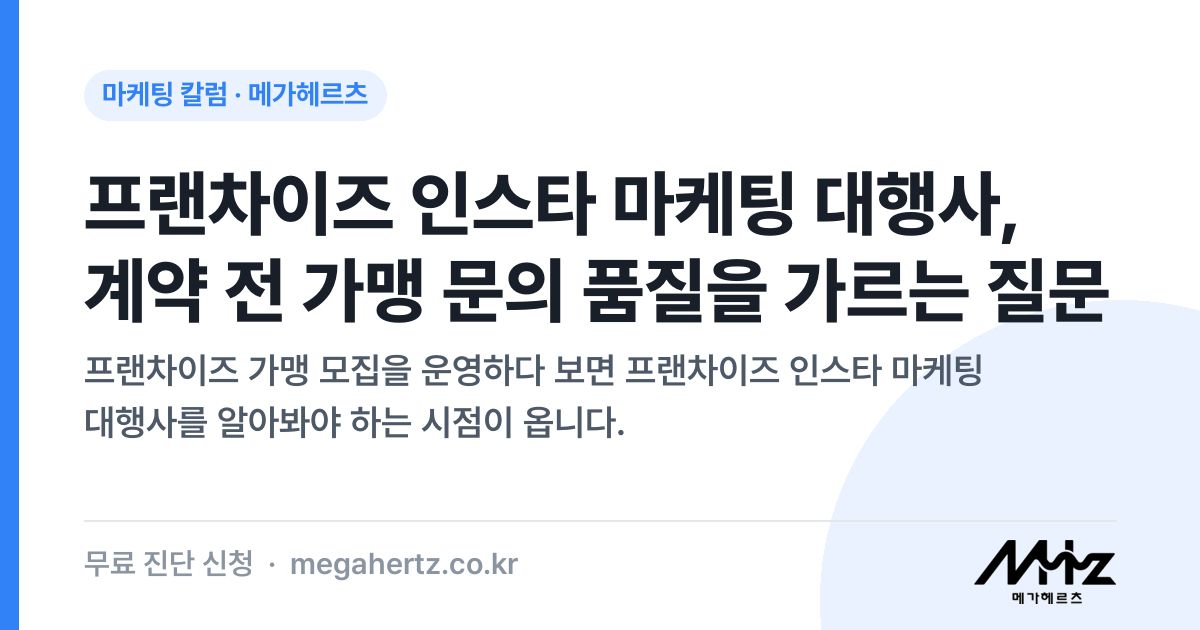 마케팅 칼럼 · 메가헤르츠
프랜차이즈 인스타 마케팅 대행사,
계약 전 가맹 문의 품질을 가르는 질문
프랜차이즈 가맹 모집을 운영하다 보면 프랜차이즈 인스타 마케팅
대행사를 알아봐야 하는 시점이 옵니다.
무료 진단 신청 · megahertz.co.kr
MHz
메가헤르츠